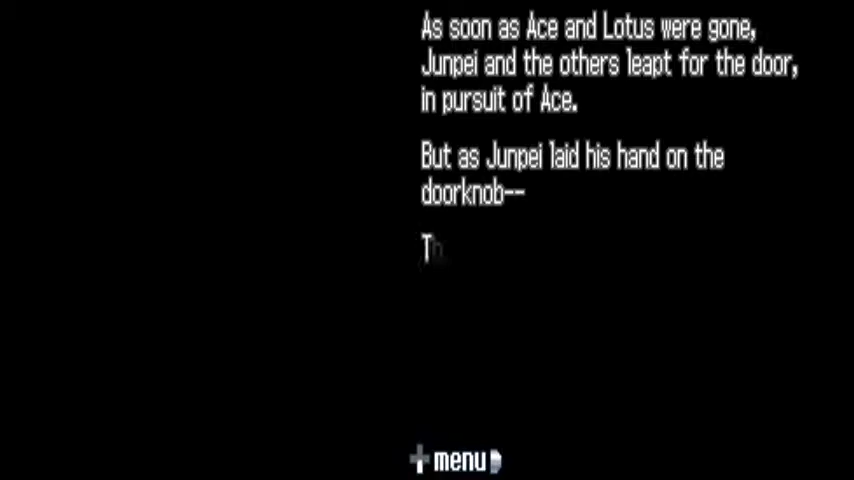 As soon as Ace and Lotus were gone,
Junpei and the others leapt for the door,
in pursuit of Ace.
But as Junpei laid his hand on the
doorknob--
Th
menu